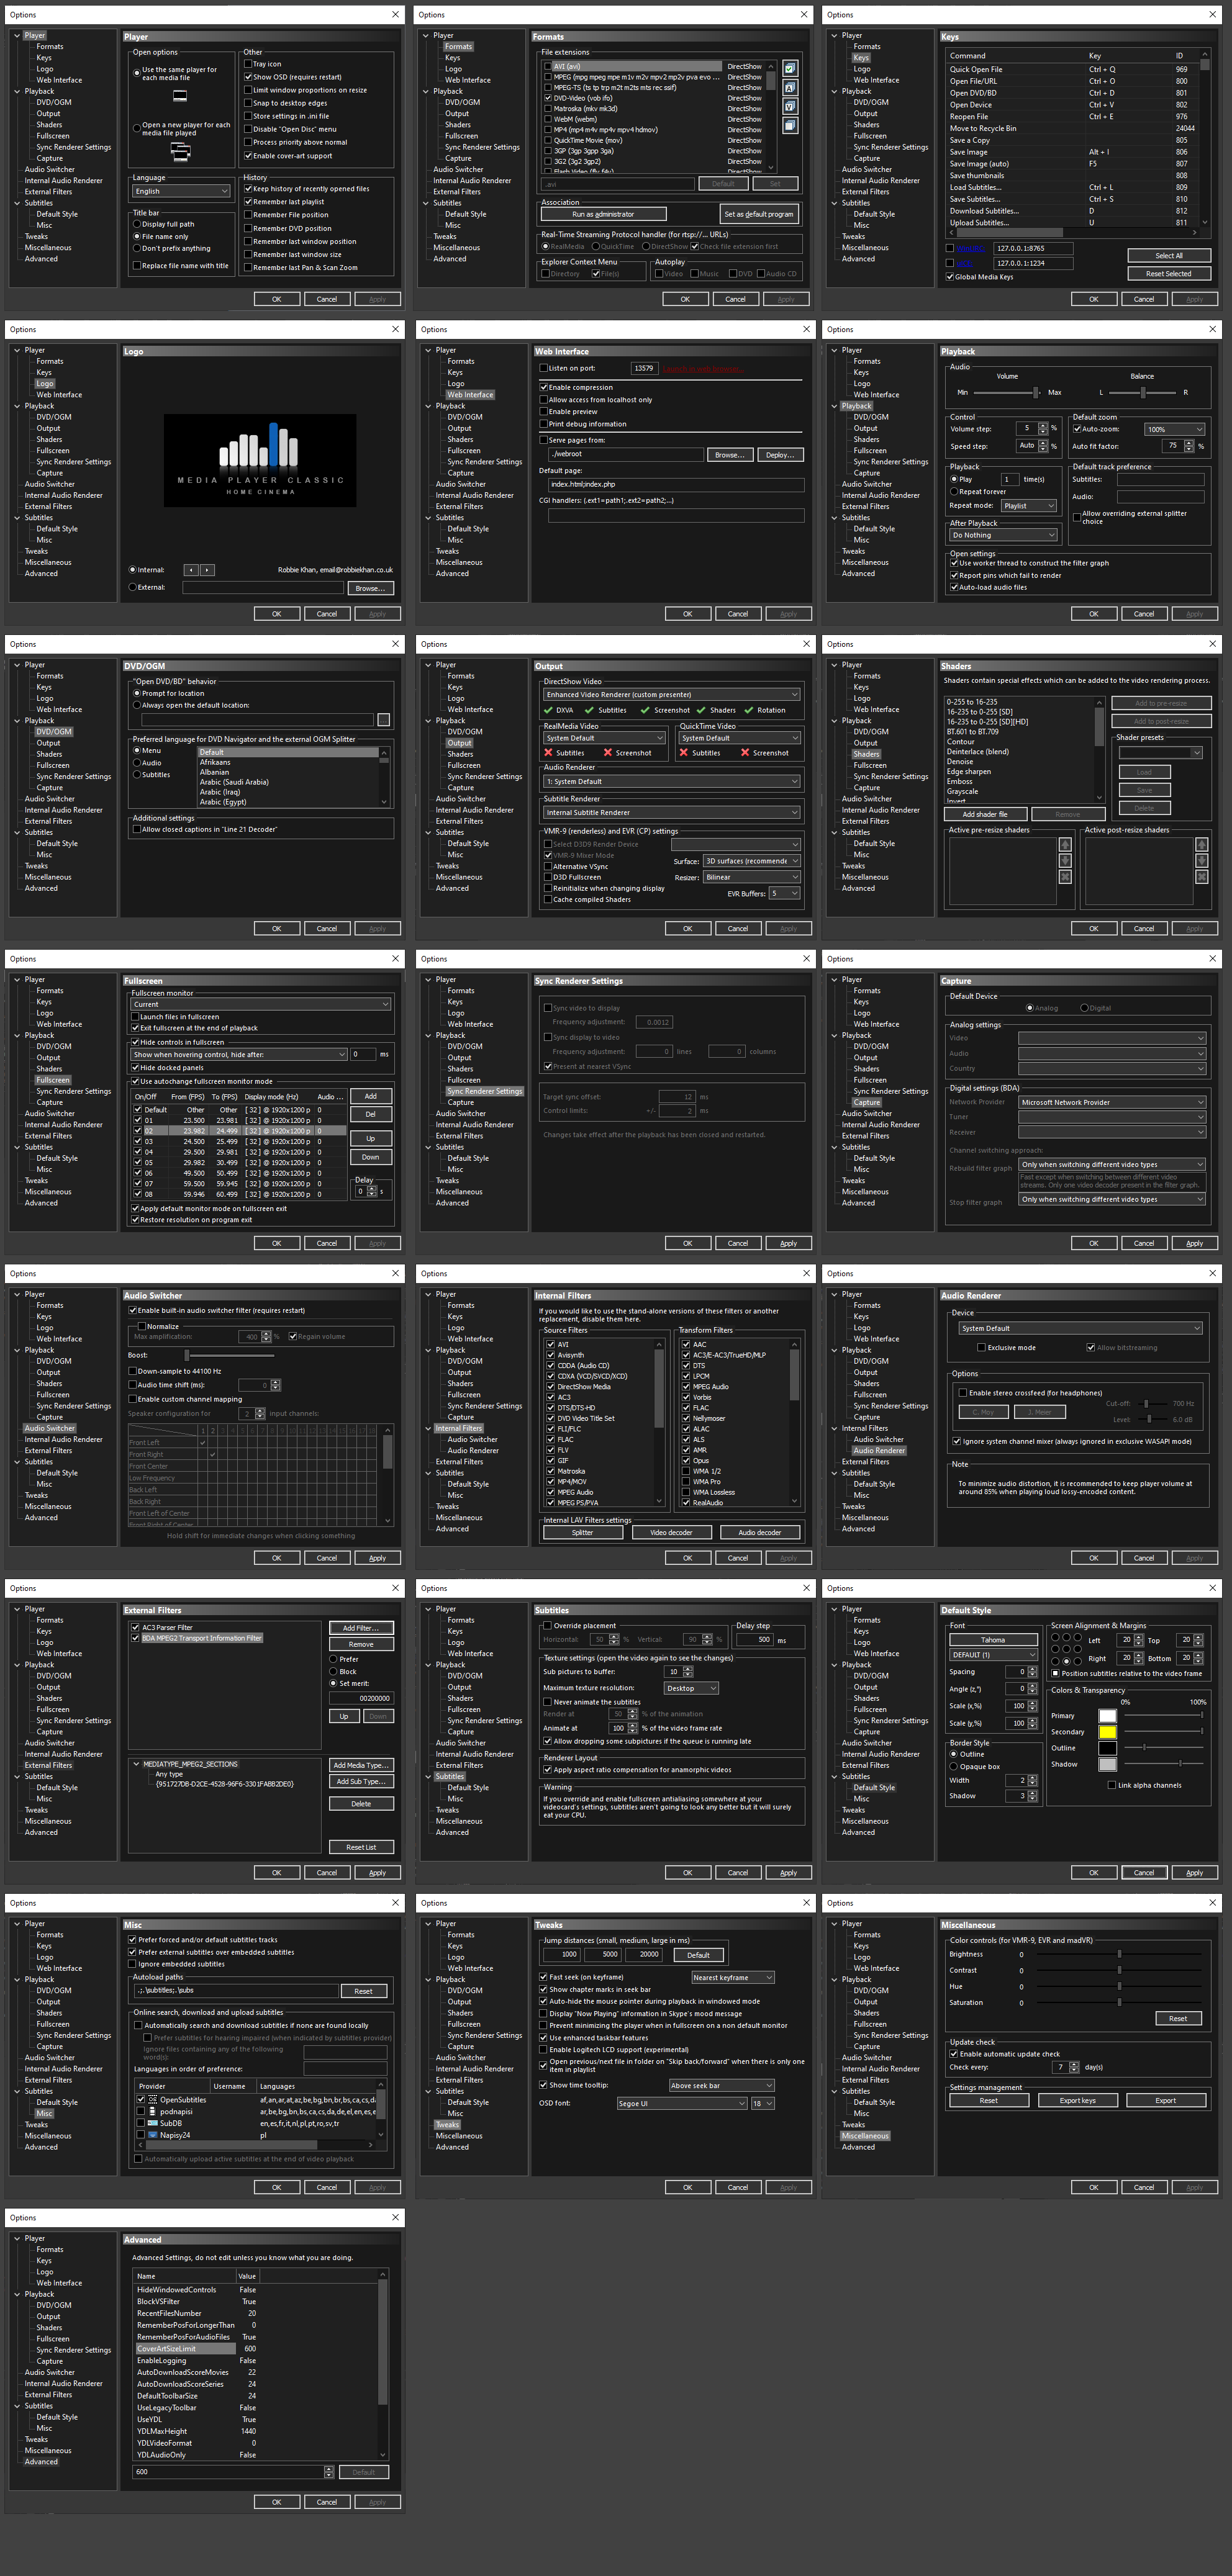 Options
Player
Formats
Keys
Logo
Web Interface
Playback
DVD/OGM
Output
Shaders
Fullscreen
Sync Renderer Settings
Capture
Audio Switcher
Internal Audio Renderer
External Filters
Subtitles
Default Style
Misc
Tweaks
Miscellaneous
Advanced
Player
Open options
Use the same player for
each media file
Open a new player for each
media file played
Language
English
Title bar
Display full path
File name only
Don't prefix anything
Replace file name with title
Other
Tray icon
Show OSD (requires restart)
Limit window proportions on resize
Snap to desktop edges
Store settings in .ini file
Disable "Open Disc" menu
Process priority above normal
Enable cover-art support
History
Keep history of recently opened files
Remember last playlist
Remember File position
Remember DVD position
Remember last window position
Remember last window size
Remember last Pan & Scan Zoom
OK Cancel Apply
Options
Formats
File extensions
AVI (avi) DirectShow
MPEG (mpg mpeg mpe m1v m2v mpv2 mp2v pva evo ... DirectShow
MPEG-TS (ts tp trp m2t m2ts mts rec ssif) DirectShow
DVD-Video (vob ifo) DirectShow
Matroska (mkv mk3d) DirectShow
WebM (webm) DirectShow
MP4 (mp4 m4v mp4v mpv4 hdmov) DirectShow
QuickTime Movie (mov) DirectShow
3GP (3gp 3gpp 3ga) DirectShow
3G2 (3g2 3gp2) DirectShow
.avi Default Set
Association
Run as administrator Set as default program
Real-Time Streaming Protocol handler (for rtsp://... URLs)
RealMedia QuickTime DirectShow Check file extension first
Explorer Context Menu
Directory File(s)
Autoplay
Video Music DVD Audio CD
OK Cancel Apply
Options
Keys
Command Key ID
Quick Open File Ctrl + Q 969
Open File/URL Ctrl + O 800
Open DVD/BD Ctrl + D 801
Open Device Ctrl + V 802
Reopen File Ctrl + E 976
Move to Recycle Bin 24044
Save a Copy 805
Save Image Alt + I 806
Save Image (auto) F5 807
Save thumbnails 808
Load Subtitles... Ctrl + L 809
Save Subtitles... Ctrl + S 810
Download Subtitles... D 812
Upload Subtitles... U 811
127.0.0.1:8765
127.0.0.1:1234
Global Media Keys
Select All
Reset Selected
OK Cancel Apply
Options
Logo
MEDIA PLAYER CLASSIC
HOME CINEMA
Internal: Robbie Khan, email@robbiekhan.co.uk
External: Browse...
OK Cancel Apply
Options
Web Interface
Listen on port: 13579
Enable compression
Allow access from localhost only
Enable preview
Print debug information
Serve pages from:
./webroot Browse... Deploy...
Default page:
index.html;index.php
CGI handlers: (.ext1=path1;.ext2=path2;...)
OK Cancel Apply
Options
Playback
Audio
Volume Balance
Min Max L R
Control
Volume step: 5 %
Speed step: Auto %
Default zoom
Auto-zoom: 100%
Auto fit factor: 75 %
Playback
Play 1 time(s)
Repeat forever
Repeat mode: Playlist
After Playback
Do Nothing
Default track preference
Subtitles:
Audio:
Allow overriding external splitter
choice
Open settings
Use worker thread to construct the filter graph
Report pins which fail to render
Auto-load audio files
OK Cancel Apply
Options
DVD/OGM
"Open DVD/BD" behavior
Prompt for location
Always open the default location:
Preferred language for DVD Navigator and the external OGM Splitter
Menu
Audio
Subtitles
Default
Afrikaans
Albanian
Arabic (Saudi Arabia)
Arabic (Iraq)
Arabic (Egypt)
Additional settings
Allow closed captions in "Line 21 Decoder"
OK Cancel Apply
Options
Output
DirectShow Video
Enhanced Video Renderer (custom presenter)
DXVA Subtitles Screenshot Shaders Rotation
RealMedia Video
System Default
Subtitles Screenshot
QuickTime Video
System Default
Subtitles Screenshot
Audio Renderer
1: System Default
Subtitle Renderer
Internal Subtitle Renderer
VMR-9 (renderless) and EVR (CP) settings
Select D3D9 Render Device
VMR-9 Mixer Mode
Alternative VSync
D3D Fullscreen
Reinitialize when changing display
Cache compiled Shaders
Surface: 3D surfaces (recommende
Resizer: Bilinear
EVR Buffers: 5
OK Cancel Apply
Options
Shaders
Shaders contain special effects which can be added to the video rendering process.
0-255 to 16-235
16-235 to 0-255 [SD]
16-235 to 0-255 [SD][HD]
BT.601 to BT.709
Contour
Deinterlace (blend)
Denoise
Edge sharpen
Emboss
Grayscale
Invert
Add to pre-resize
Add to post-resize
Shader presets
Load
Save
Delete
Add shader file Remove
Active pre-resize shaders
Active post-resize shaders
OK Cancel Apply
Options
Fullscreen
Fullscreen monitor
Current
Launch files in fullscreen
Exit fullscreen at the end of playback
Hide controls in fullscreen
Show when hovering control, hide after: 0 ms
Hide docked panels
Use autochange fullscreen monitor mode
On/Off From (FPS) To (FPS) Display mode (Hz) Audio ...
Default Other Other [ 32 ] @ 1920x1200 p 0
01 23.500 23.981 [ 32 ] @ 1920x1200 p 0
02 23.982 24.499 [ 32 ] @ 1920x1200 p 0
03 24.500 25.499 [ 32 ] @ 1920x1200 p 0
04 29.500 29.981 [ 32 ] @ 1920x1200 p 0
05 29.982 30.499 [ 32 ] @ 1920x1200 p 0
06 49.500 50.499 [ 32 ] @ 1920x1200 p 0
07 59.500 59.945 [ 32 ] @ 1920x1200 p 0
08 59.946 60.499 [ 32 ] @ 1920x1200 p 0
Add
Del
Up
Down
Delay
0 s
Apply default monitor mode on fullscreen exit
Restore resolution on program exit
OK Cancel Apply
Options
Sync Renderer Settings
Sync video to display
Frequency adjustment: 0.0012
Sync display to video
Frequency adjustment: 0 lines 0 columns
Present at nearest VSync
Target sync offset: 12 ms
Control limits: +/- 2 ms
Changes take effect after the playback has been closed and restarted.
OK Cancel Apply
Options
Capture
Default Device
Analog Digital
Analog settings
Video
Audio
Country
Digital settings (BDA)
Network Provider Microsoft Network Provider
Tuner
Receiver
Channel switching approach:
Rebuild filter graph Only when switching different video types
Fast except when switching between different video
streams. Only one video decoder present in the filter graph.
Stop filter graph Only when switching different video types
OK Cancel Apply
Options
Audio Switcher
Enable built-in audio switcher filter (requires restart)
Normalize
Max amplification: 400 % Regain volume
Boost:
Down-sample to 44100 Hz
Audio time shift (ms): 0
Enable custom channel mapping
Speaker configuration for 2 input channels:
Front Left
Front Right
Front Center
Low Frequency
Back Left
Back Right
Front Left of Center
Front Right of Center
Hold shift for immediate changes when clicking something
OK Cancel Apply
Options
Internal Filters
If you would like to use the stand-alone versions of these filters or another
replacement, disable them here.
Source Filters
AVI
Avisynth
CDDA (Audio CD)
CDXA (VCD/SVCD/XCD)
DirectShow Media
AC3
DTS/DTS-HD
DVD Video Title Set
FLI/FLC
FLAC
FLV
GIF
Matroska
MP4/MOV
MPEG Audio
MPEG PS/PVA
Transform Filters
AAC
AC3/E-AC3/TrueHD/MLP
DTS
LPCM
MPEG Audio
Vorbis
FLAC
Nellymoser
ALAC
ALS
AMR
Opus
WMA 1/2
WMA Pro
WMA Lossless
RealAudio
Internal LAV Filters settings
Splitter Video decoder Audio decoder
OK Cancel Apply
Options
Audio Renderer
Device
System Default
Exclusive mode Allow bitstreaming
Options
Enable stereo crossfeed (for headphones)
C. Moy J. Meier
Cut-off: 700 Hz
Level: 6.0 dB
Ignore system channel mixer (always ignored in exclusive WASAPI mode)
Note
To minimize audio distortion, it is recommended to keep player volume at
around 85% when playing loud lossy-encoded content.
OK Cancel Apply
Options
External Filters
AC3 Parser Filter
BDA MPEG2 Transport Information Filter
Add Filter...
Remove
Prefer
Block
Set merit:
00200000
Up Down
MEDIATYPE_MPEG2_SECTIONS
Any type
{951727DB-D2CE-4528-96F6-3301FABB2DE0}
Add Media Type...
Add Sub Type...
Delete
Reset List
OK Cancel Apply
Options
Subtitles
Override placement
Horizontal: 50 % Vertical: 90 %
Delay step
500 ms
Texture settings (open the video again to see the changes)
Sub pictures to buffer: 10
Maximum texture resolution: Desktop
Never animate the subtitles
Render at 50 % of the animation
Animate at 100 % of the video frame rate
Allow dropping some subpictures if the queue is running late
Renderer Layout
Apply aspect ratio compensation for anamorphic videos
Warning
If you override and enable fullscreen antialiasing somewhere at your
videocard's settings, subtitles aren't going to look any better but it will surely
eat your CPU.
OK Cancel Apply
Options
Default Style
Font
Tahoma
DEFAULT (1)
Spacing 0
Angle (z,°) 0
Scale (x,%) 100
Scale (y,%) 100
Border Style
Outline
Opaque box
Width 2
Shadow 3
Screen Alignment & Margins
Left 20 Top 20
Right 20 Bottom 20
Position subtitles relative to the video frame
Colors & Transparency
0% 100%
Primary
Secondary
Outline
Shadow
Link alpha channels
OK Cancel Apply
Options
Misc
Prefer forced and/or default subtitles tracks
Prefer external subtitles over embedded subtitles
Ignore embedded subtitles
Autoload paths
.;.\subtitles;.\subs Reset
Online search, download and upload subtitles
Automatically search and download subtitles if none are found locally
Prefer subtitles for hearing impaired (when indicated by subtitles provider)
Ignore files containing any of the following
word(s):
Languages in order of preference:
Provider Username Languages
OpenSubtitles af,an,ar,at,az,be,bg,bn,br,bs,ca,cs,d
podnapisi ar,be,bg,bn,bs,ca,cs,da,de,el,en,es,e
SubDB en,es,fr,it,nl,pl,pt,ro,sv,tr
Napisy24 pl
Automatically upload active subtitles at the end of video playback
OK Cancel Apply
Options
Tweaks
Jump distances (small, medium, large in ms)
1000 5000 20000 Default
Fast seek (on keyframe) Nearest keyframe
Show chapter marks in seek bar
Auto-hide the mouse pointer during playback in windowed mode
Display "Now Playing" information in Skype's mood message
Prevent minimizing the player when in fullscreen on a non default monitor
Use enhanced taskbar features
Enable Logitech LCD support (experimental)
Open previous/next file in folder on "Skip back/forward" when there is only one
item in playlist
Show time tooltip: Above seek bar
OSD font: Segoe UI 18
OK Cancel Apply
Options
Miscellaneous
Color controls (for VMR-9, EVR and madVR)
Brightness 0
Contrast 0
Hue 0
Saturation 0
Reset
Update check
Enable automatic update check
Check every: 7 day(s)
Settings management
Reset Export keys Export
OK Cancel Apply
Options
Advanced
Advanced Settings, do not edit unless you know what you are doing.
Name Value
HideWindowedControls False
BlockVSFilter True
RecentFilesNumber 20
RememberPosForLongerThan 0
RememberPosForAudioFiles True
CoverArtSizeLimit 600
EnableLogging False
AutoDownloadScoreMovies 22
AutoDownloadScoreSeries 24
DefaultToolbarSize 24
UseLegacyToolbar False
UseYDL True
YDLMaxHeight 1440
YDLVideoFormat 0
YDLAudioOnly False
600 Default
OK Cancel Apply